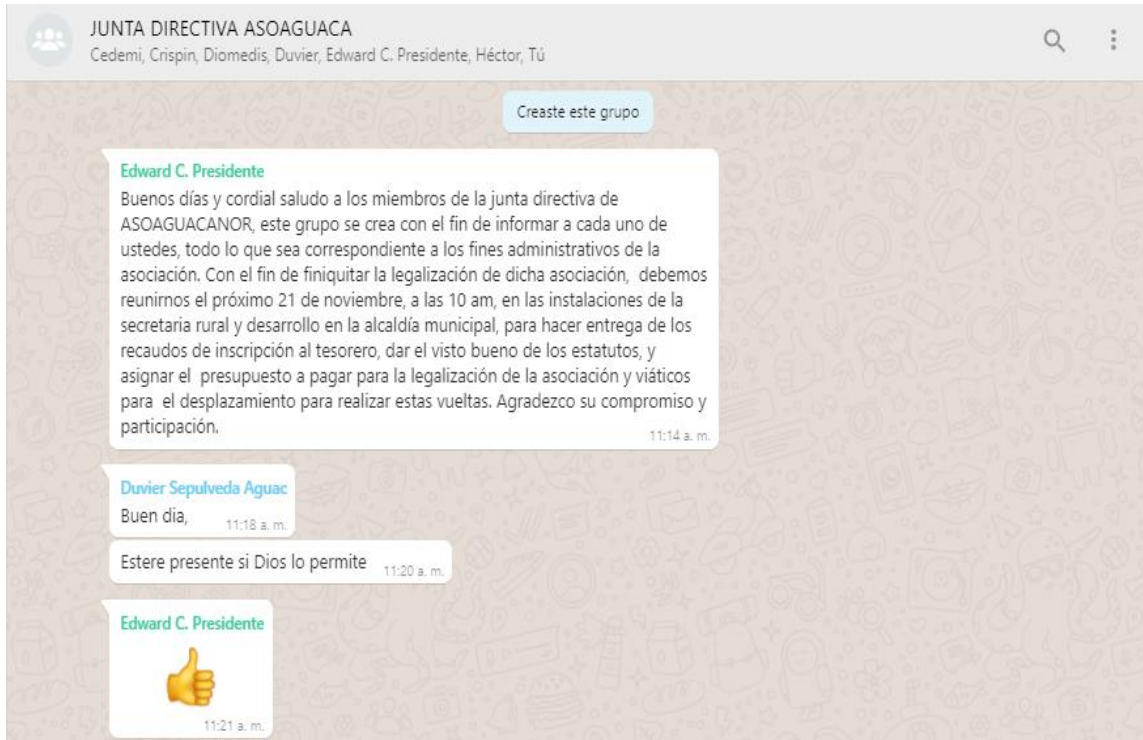 JUNTA DIRECTIVA ASOAGUACA
Cedemi, Crispin, Diomedis, Duvier, Edward C. Presidente, Héctor, Tú
Creaste este grupo
Edward C. Presidente
Buenos días y cordial saludo a los miembros de la junta directiva de
ASOAGUACANOR, este grupo se crea con el fin de informar a cada uno de
ustedes, todo lo que sea correspondiente a los fines administrativos de la
asociación. Con el fin de finiquitar la legalización de dicha asociación, debemos
reunirnos el próximo 21 de noviembre, a las 10 am, en las instalaciones de la
secretaria rural y desarrollo en la alcaldía municipal, para hacer entrega de los
recaudos de inscripción al tesorero, dar el visto bueno de los estatutos, y
asignar el presupuesto a pagar para la legalización de la asociación y viáticos
para el desplazamiento para realizar estas vueltas. Agradezco su compromiso y
participación.
11:14 a. m.
Duvier Sepulveda Aguac
Buen dia,
11:18 a. m.
Estere presente si Dios lo permite
11:20 a. m.
Edward C. Presidente
11:21 a. m.